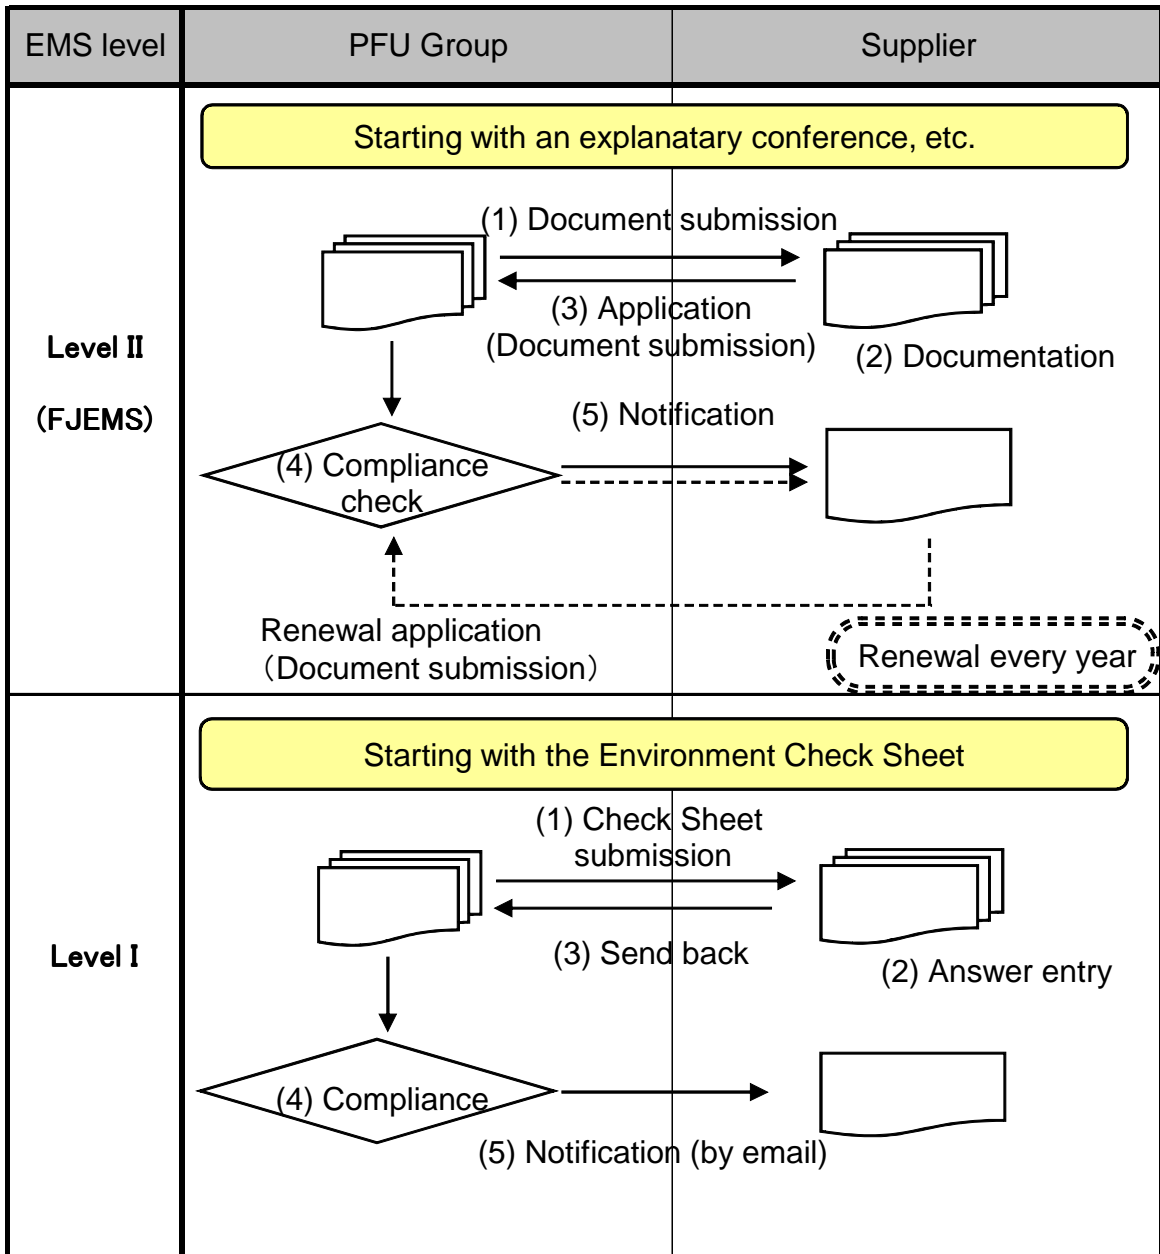 EMS level
PFU Group
Supplier
Starting with an explanatary conference, etc.
(1) Document submission
(3) Application
(Document submission)
(2) Documentation
Level II
(FJEMS)
(5) Notification
(4) Compliance
check
Renewal application
（Document submission）
Renewal every year
Starting with the Environment Check Sheet
(1) Check Sheet
submission
(3) Send back
(2) Answer entry
Level I
(4) Compliance
(5) Notification (by email)